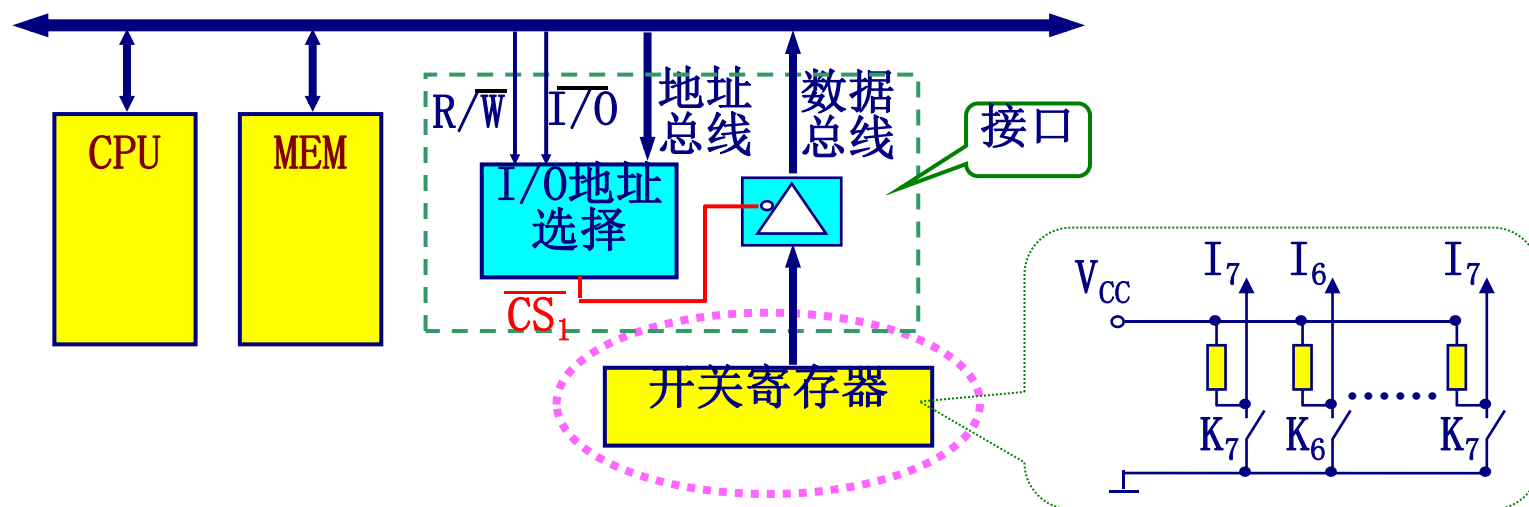 CPU
MEM
R/W̅
I̅/̅O̅
地址
总线
数据
总线
接口
I/O地址
选择
C̅S̅₁
开关寄存器
V_CC
I₇
I₆
I₇
K₇
K₆
K₇